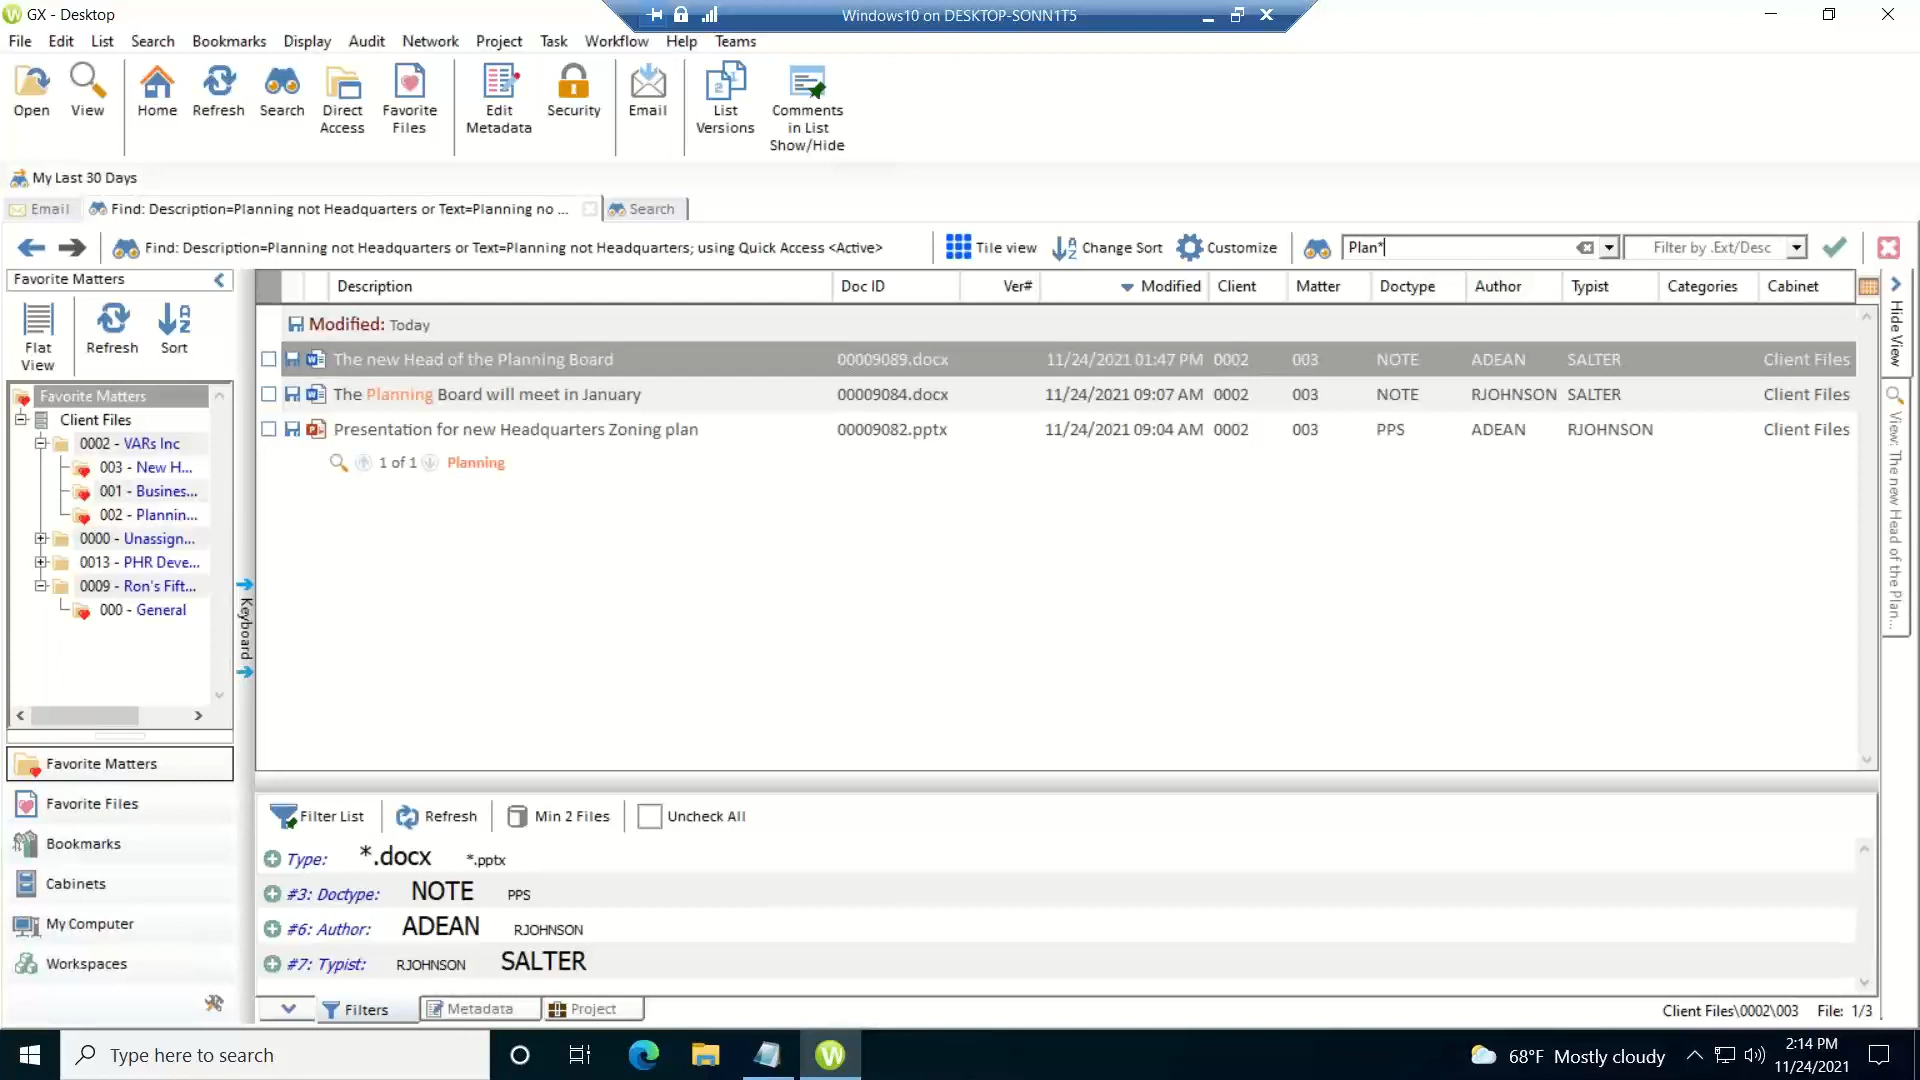 GX - Desktop
Windows10 on DESKTOP-SONN1T5
File Edit List Search Bookmarks Display Audit Network Project Task Workflow Help Teams
Open View Home Refresh Search Direct Access Favorite Files Edit Metadata Security Email List Versions Comments in List Show/Hide
My Last 30 Days
Email Find: Description=Planning not Headquarters or Text=Planning no ... Search
Find: Description=Planning not Headquarters or Text=Planning not Headquarters; using Quick Access <Active> Tile view Change Sort Customize Plan* Filter by .Ext/Desc
Favorite Matters
Flat View Refresh Sort
Favorite Matters
Client Files
0002 - VARs Inc
003 - New H...
001 - Busines...
002 - Plannin...
0000 - Unassign...
0013 - PHR Deve...
0009 - Ron's Fift...
000 - General
Favorite Matters
Favorite Files
Bookmarks
Cabinets
My Computer
Workspaces
Keyboard
Description Doc ID Ver# Modified Client Matter Doctype Author Typist Categories Cabinet
Modified: Today
The new Head of the Planning Board 00009089.docx 11/24/2021 01:47 PM 0002 003 NOTE ADEAN SALTER Client Files
The Planning Board will meet in January 00009084.docx 11/24/2021 09:07 AM 0002 003 NOTE RJOHNSON SALTER Client Files
Presentation for new Headquarters Zoning plan 00009082.pptx 11/24/2021 09:04 AM 0002 003 PPS ADEAN RJOHNSON Client Files
1 of 1 Planning
Hide View
View: The new Head of the Plan...
Filter List Refresh Min 2 Files Uncheck All
Type: *.docx *.pptx
#3: Doctype: NOTE PPS
#6: Author: ADEAN RJOHNSON
#7: Typist: RJOHNSON SALTER
Filters Metadata Project
Client Files\0002\003 File: 1/3
Type here to search
68°F Mostly cloudy
2:14 PM
11/24/2021